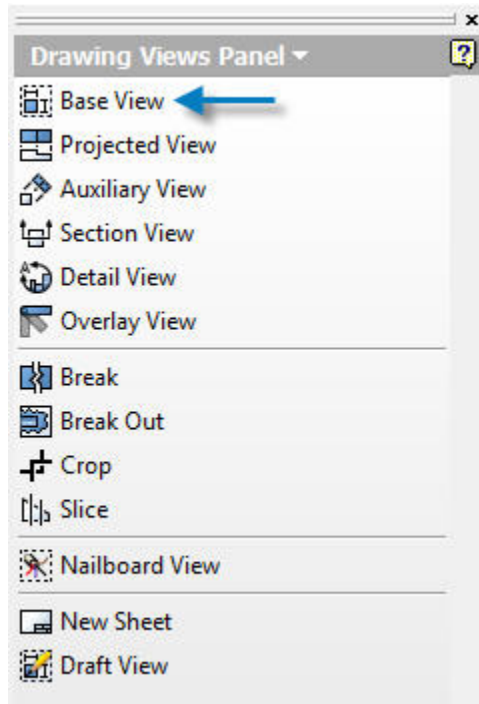 Drawing Views Panel
Base View
Projected View
Auxiliary View
Section View
Detail View
Overlay View
Break
Break Out
Crop
Slice
Nailboard View
New Sheet
Draft View